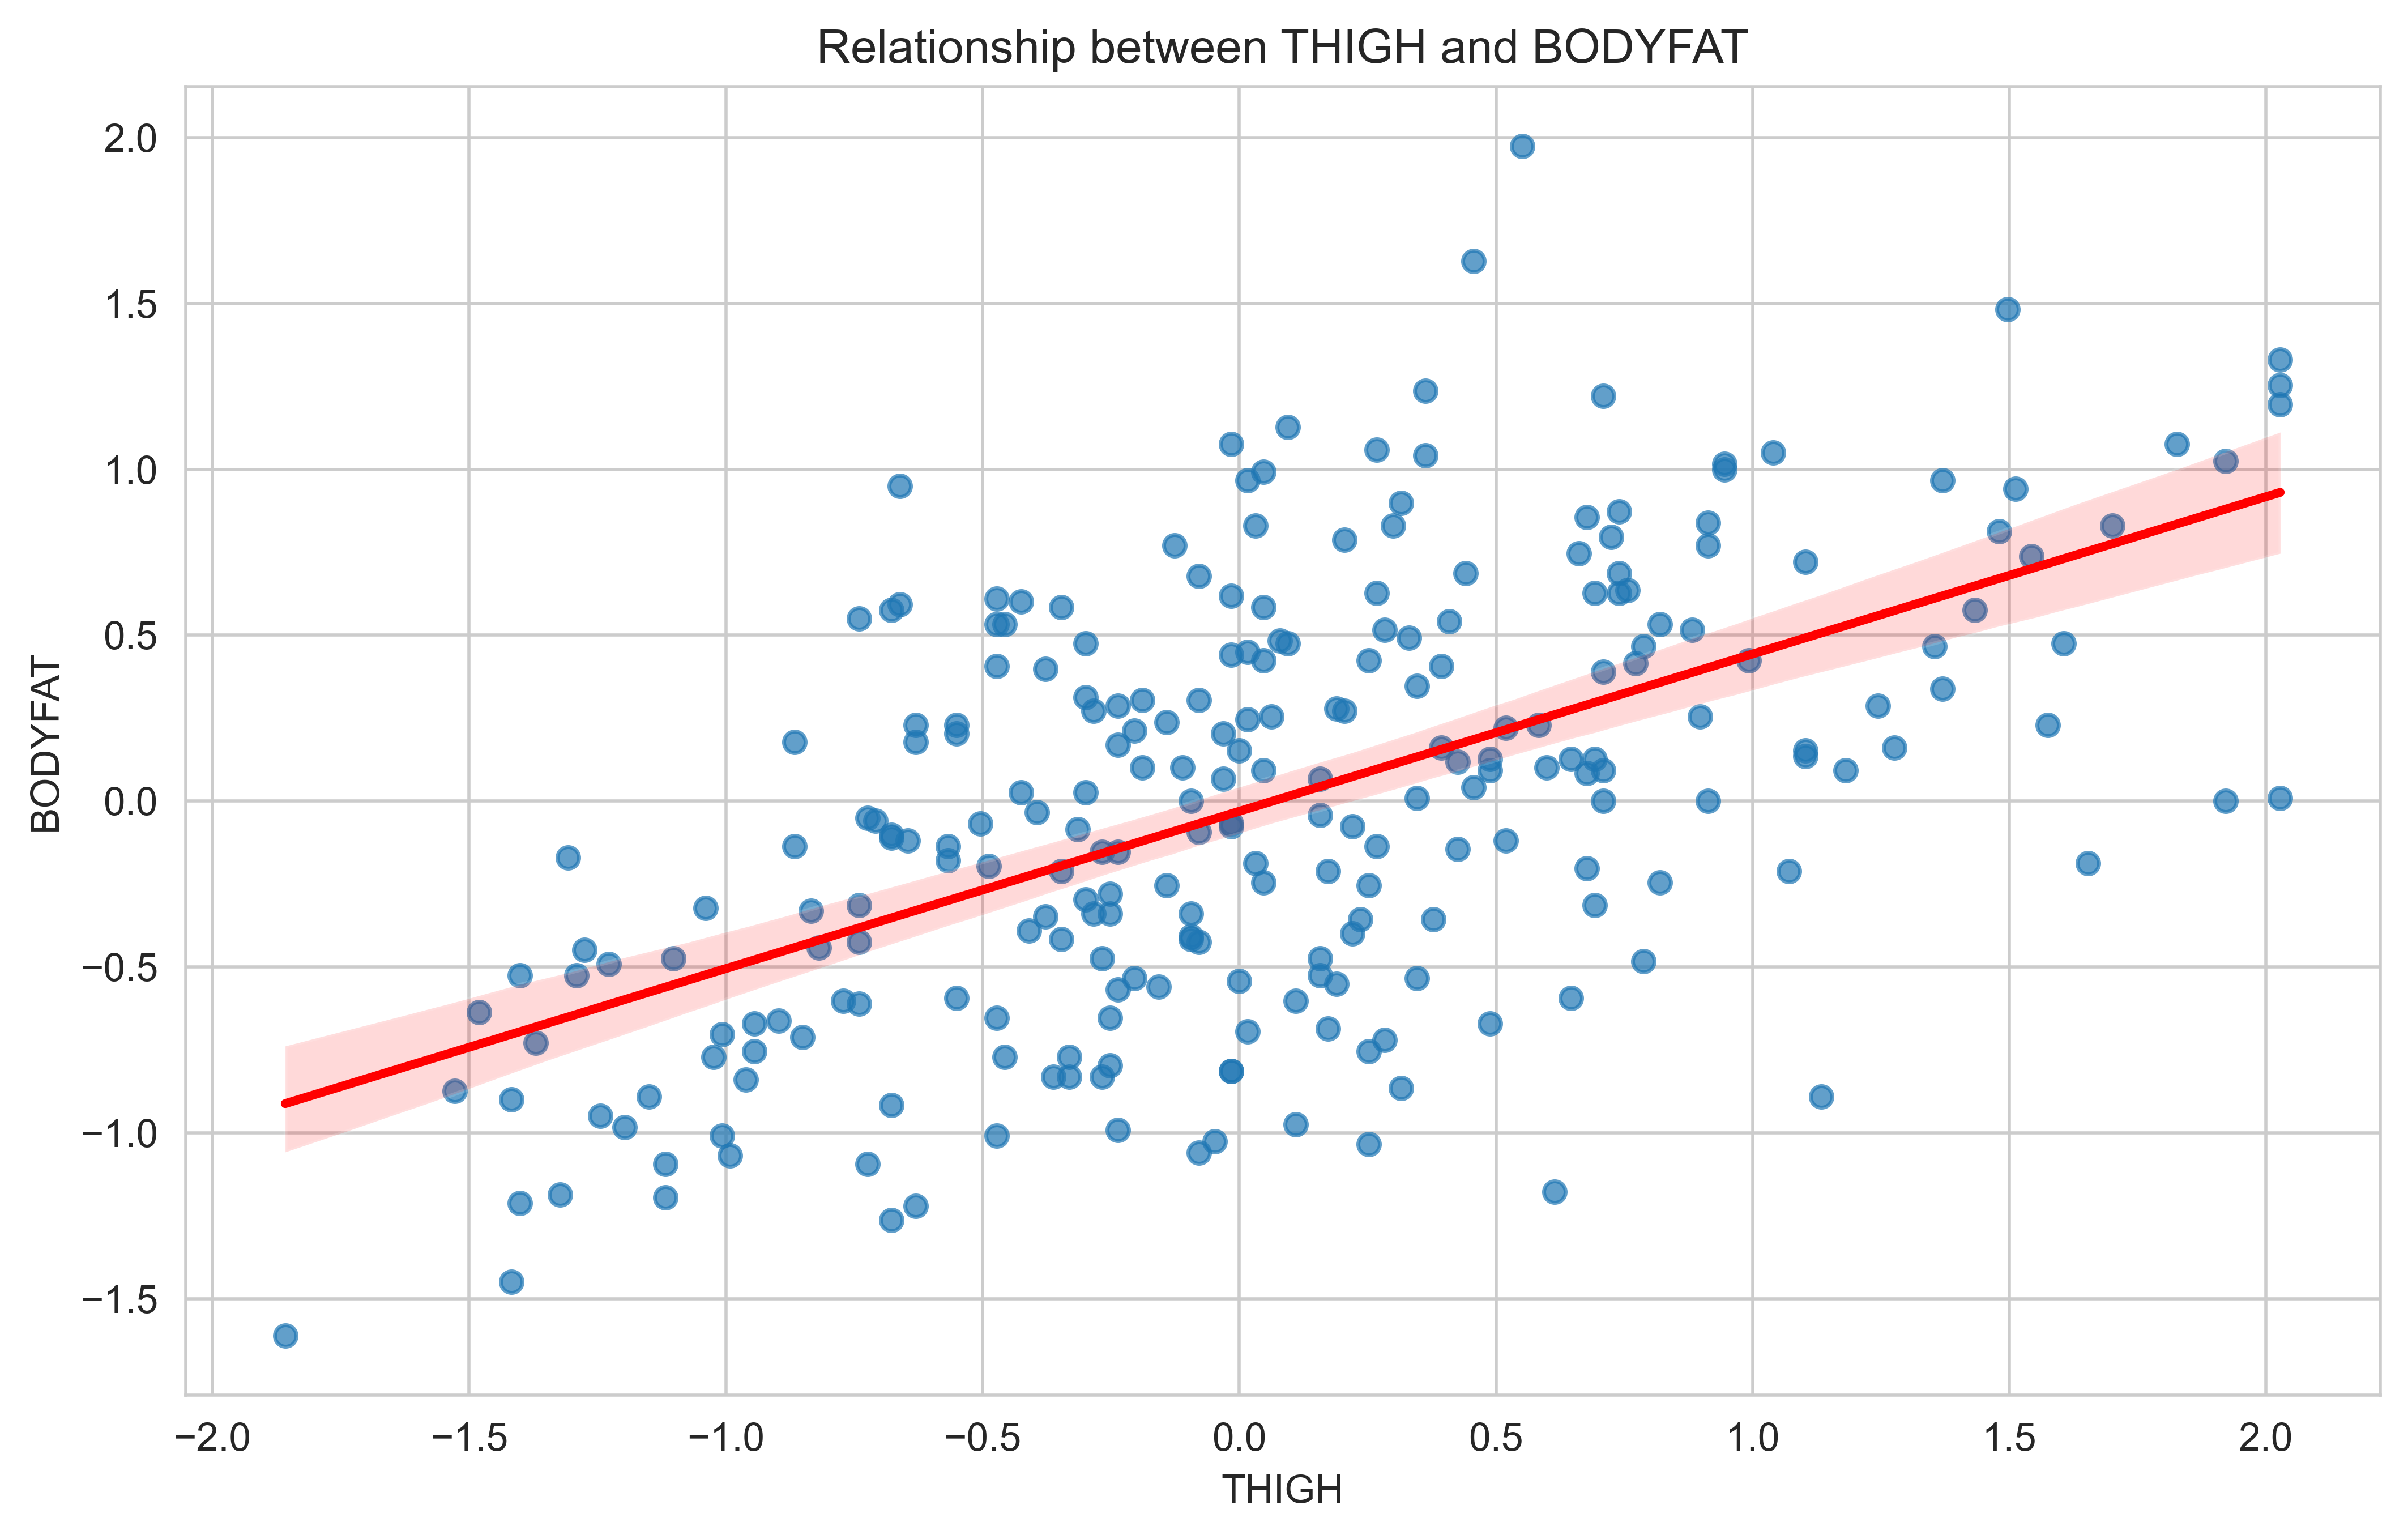 Relationship between THIGH and BODYFAT
2.0
1.5
1.0
0.5
0.0
−0.5
−1.0
−1.5
BODYFAT
−2.0 −1.5 −1.0 −0.5 0.0 0.5 1.0 1.5 2.0
THIGH